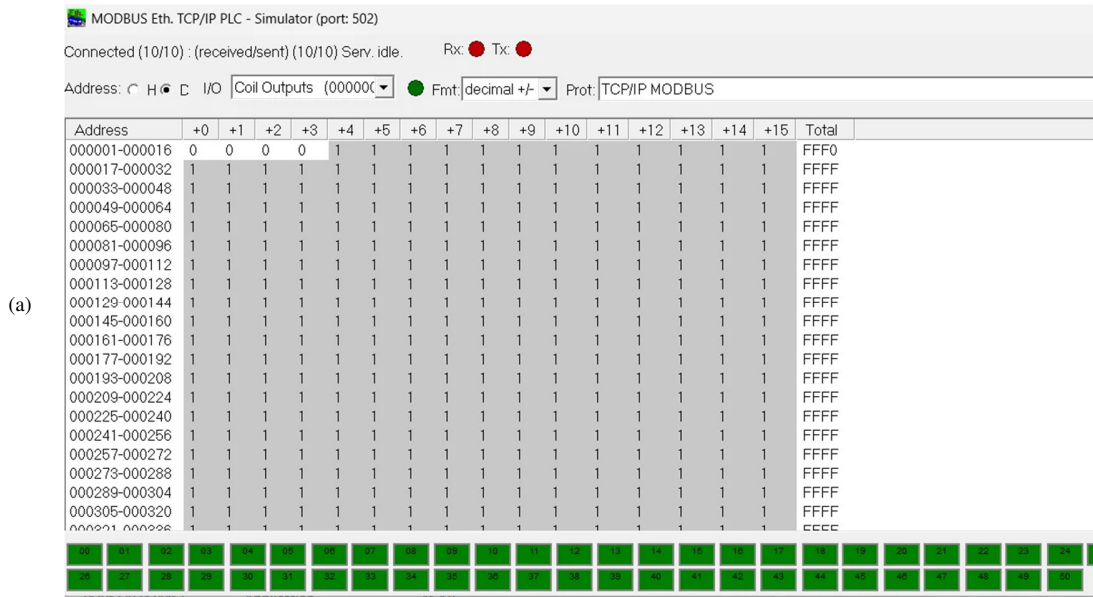 MODBUS Eth. TCP/IP PLC - Simulator (port: 502)
Connected (10/10) : (received/sent) (10/10) Serv. idle. Rx: Tx:
Address: H D I/O Coil Outputs (00000( Fmt: decimal +/- Prot: TCP/IP MODBUS
Address +0 +1 +2 +3 +4 +5 +6 +7 +8 +9 +10 +11 +12 +13 +14 +15 Total
000001-000016 0 0 0 0 1 1 1 1 1 1 1 1 1 1 1 1 FFF0
000017-000032 1 1 1 1 1 1 1 1 1 1 1 1 1 1 1 1 FFFF
000033-000048 1 1 1 1 1 1 1 1 1 1 1 1 1 1 1 1 FFFF
000049-000064 1 1 1 1 1 1 1 1 1 1 1 1 1 1 1 1 FFFF
000065-000080 1 1 1 1 1 1 1 1 1 1 1 1 1 1 1 1 FFFF
000081-000096 1 1 1 1 1 1 1 1 1 1 1 1 1 1 1 1 FFFF
000097-000112 1 1 1 1 1 1 1 1 1 1 1 1 1 1 1 1 FFFF
000113-000128 1 1 1 1 1 1 1 1 1 1 1 1 1 1 1 1 FFFF
(a) 000129-000144 1 1 1 1 1 1 1 1 1 1 1 1 1 1 1 1 FFFF
000145-000160 1 1 1 1 1 1 1 1 1 1 1 1 1 1 1 1 FFFF
000161-000176 1 1 1 1 1 1 1 1 1 1 1 1 1 1 1 1 FFFF
000177-000192 1 1 1 1 1 1 1 1 1 1 1 1 1 1 1 1 FFFF
000193-000208 1 1 1 1 1 1 1 1 1 1 1 1 1 1 1 1 FFFF
000209-000224 1 1 1 1 1 1 1 1 1 1 1 1 1 1 1 1 FFFF
000225-000240 1 1 1 1 1 1 1 1 1 1 1 1 1 1 1 1 FFFF
000241-000256 1 1 1 1 1 1 1 1 1 1 1 1 1 1 1 1 FFFF
000257-000272 1 1 1 1 1 1 1 1 1 1 1 1 1 1 1 1 FFFF
000273-000288 1 1 1 1 1 1 1 1 1 1 1 1 1 1 1 1 FFFF
000289-000304 1 1 1 1 1 1 1 1 1 1 1 1 1 1 1 1 FFFF
000305-000320 1 1 1 1 1 1 1 1 1 1 1 1 1 1 1 1 FFFF
00 01 02 03 04 05 06 07 08 09 10 11 12 13 14 15 16 17 18 19 20 21 22 23 24
26 27 28 29 30 31 32 33 34 35 36 37 38 39 40 41 42 43 44 45 46 47 48 49 50